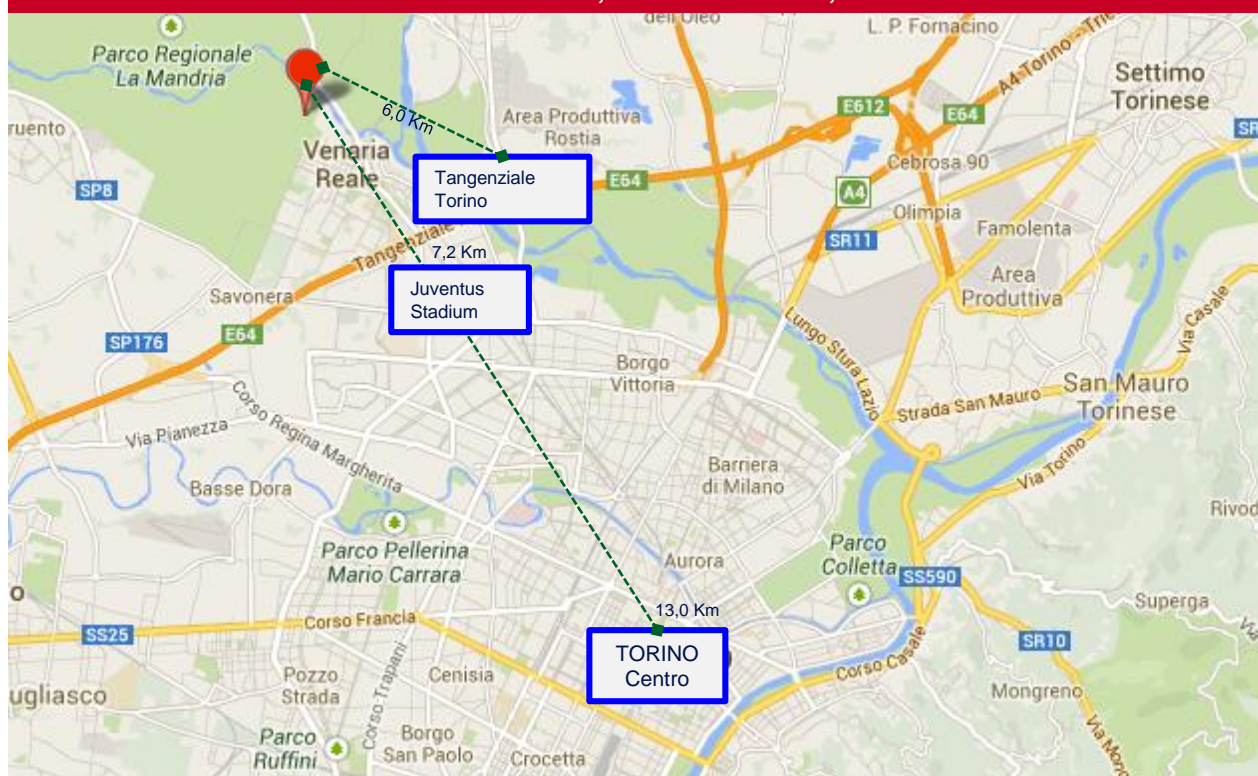 dell'Oleo
L. P. Fornacino
Parco Regionale
La Mandria
A4-Torino-Trie
Settimo
Torinese
E612
E64
SR
6,0 Km
Area Produttiva
Rostia
ruento
Venaria
Reale
Cebrosa 90
Tangenziale
Torino
E64
SP8
A4
Olimpia
Famolenta
SR11
Tangenziale
7,2 Km
Juventus
Stadium
Area
Produttiva
Savonera
Via Casale
Lungo Stura Lazio
SP176
E64
Borgo
Vittoria
San Mauro
Torinese
Strada San Mauro
Corso Regina Margherita
Via Pianezza
Via Torino
Barriera
di Milano
Basse Dora
Rivod
Parco Pellerina
Mario Carrara
Parco
Colletta
Aurora
SS590
13,0 Km
Superga
o
Corso Francia
SS25
TORINO
Centro
SR10
Corso Casale
Pozzo
Strada
Corso Trapani
Cenisia
Mongreno
ugliasco
Via Mon
Parco
Ruffini
Borgo
San Paolo
Crocetta